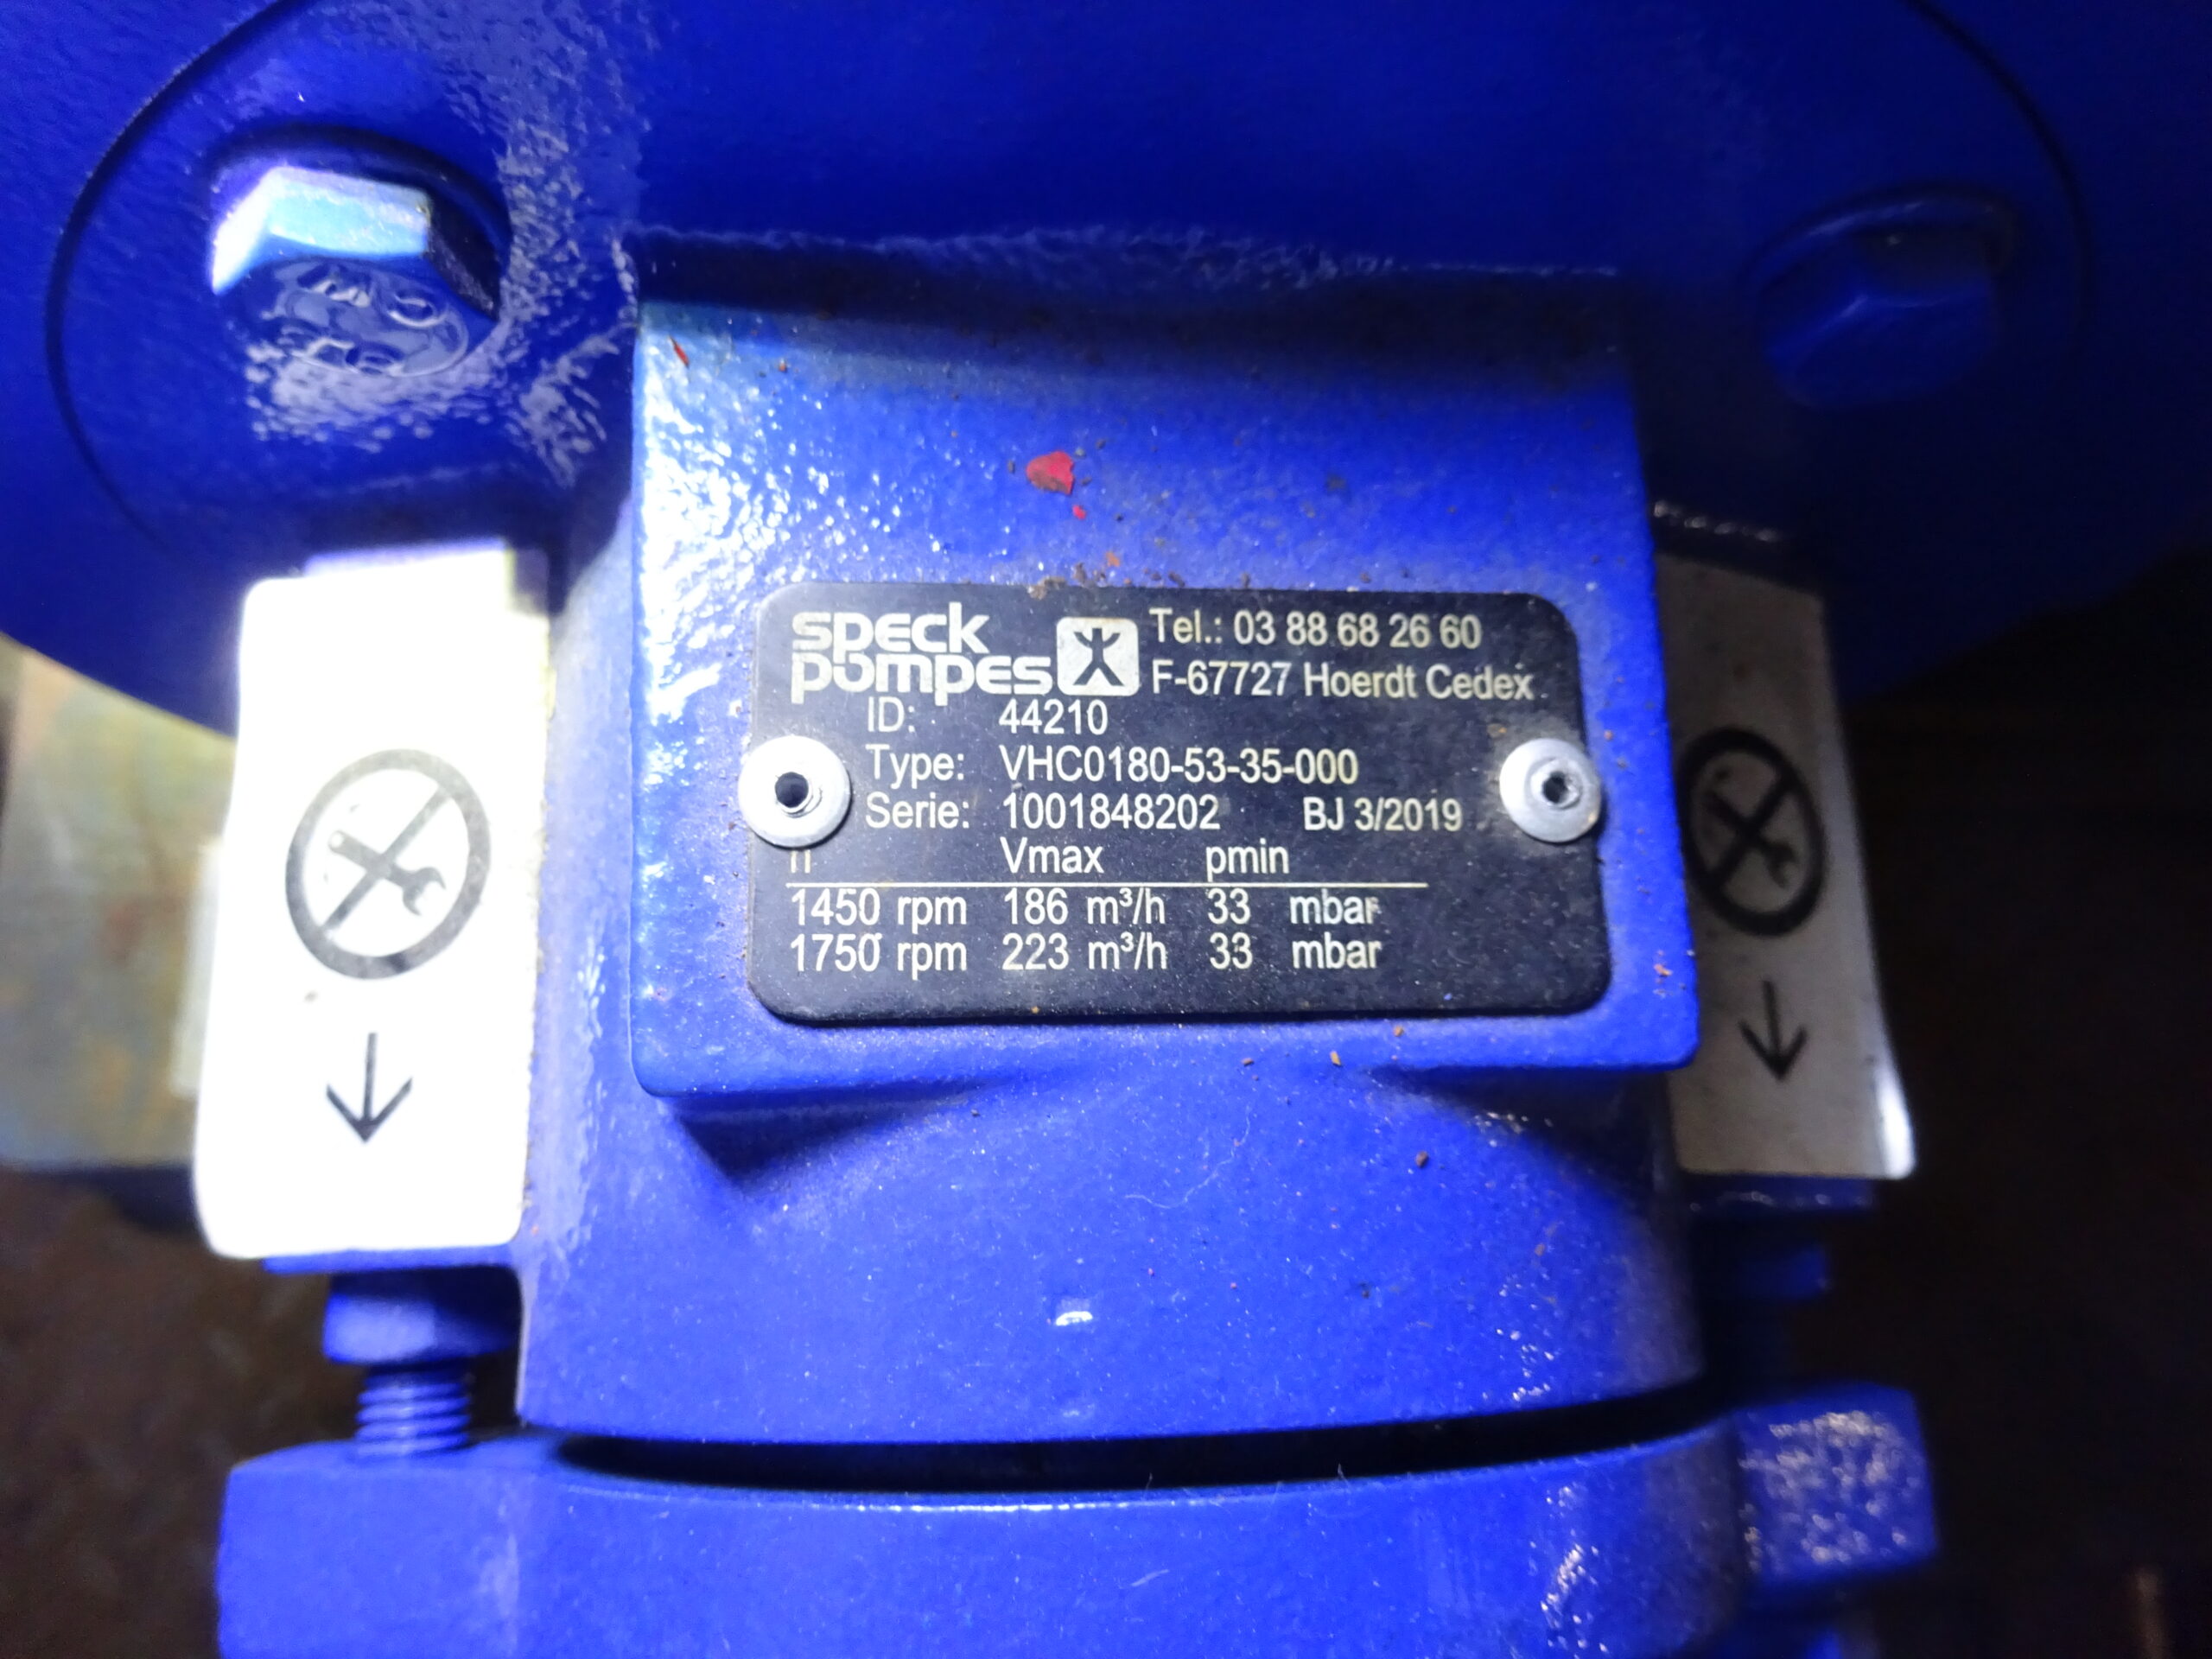 speck
pompes
Tel.: 03 88 68 26 60
F-67727 Hoerdt Cedex
ID: 44210
Type: VHC0180-53-35-000
Serie: 1001848202 BJ 3/2019
n Vmax pmin
1450 rpm 186 m³/h 33 mbar
1750 rpm 223 m³/h 33 mbar